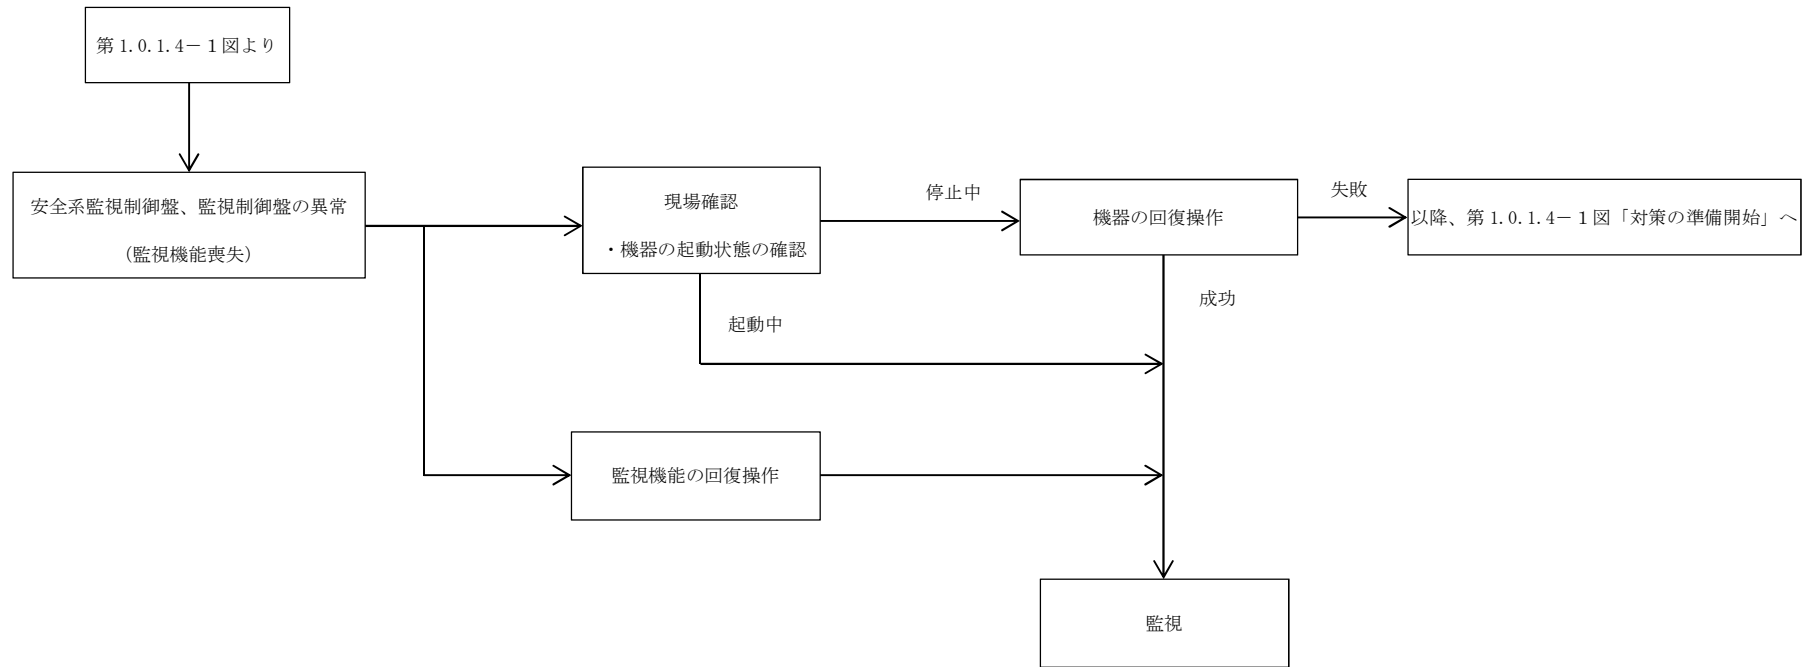 第 1.0.1.4－１図より
安全系監視制御盤、監視制御盤の異常
（監視機能喪失）
現場確認
・機器の起動状態の確認
停止中
機器の回復操作
失敗
以降、第 1.0.1.4－１図「対策の準備開始」へ
成功
起動中
監視機能の回復操作
監視